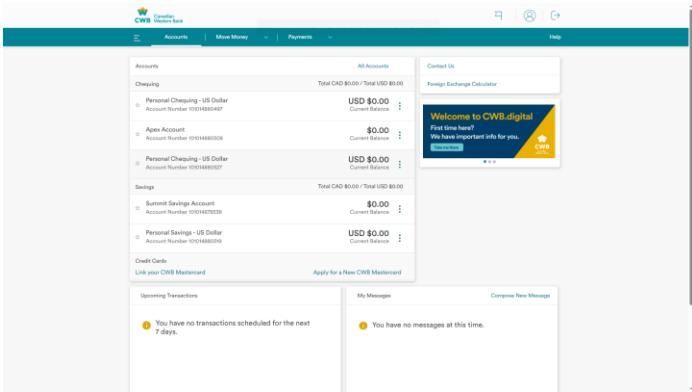 CWB
Canadian
Western Bank
Accounts
Move Money
Payments
Help
Accounts
All Accounts
Chequing
Total CAD $0.00 / Total USD $0.00
Personal Chequing - US Dollar
USD $0.00
Account Number
Current Balance
Apex Account
$0.00
Account Number
Current Balance
Personal Chequing - US Dollar
USD $0.00
Account Number
Current Balance
Savings
Total CAD $0.00 / Total USD $0.00
Summit Savings Account
$0.00
Account Number
Current Balance
Personal Savings - US Dollar
USD $0.00
Account Number
Current Balance
Credit Cards
Link your CWB Mastercard
Apply for a New CWB Mastercard
Contact Us
Foreign Exchange Calculator
Welcome to CWB.digital
First time here?
We have important info for you.
Take me there
CWB
Upcoming Transactions
You have no transactions scheduled for the next
7 days.
My Messages
Compose New Message
You have no messages at this time.